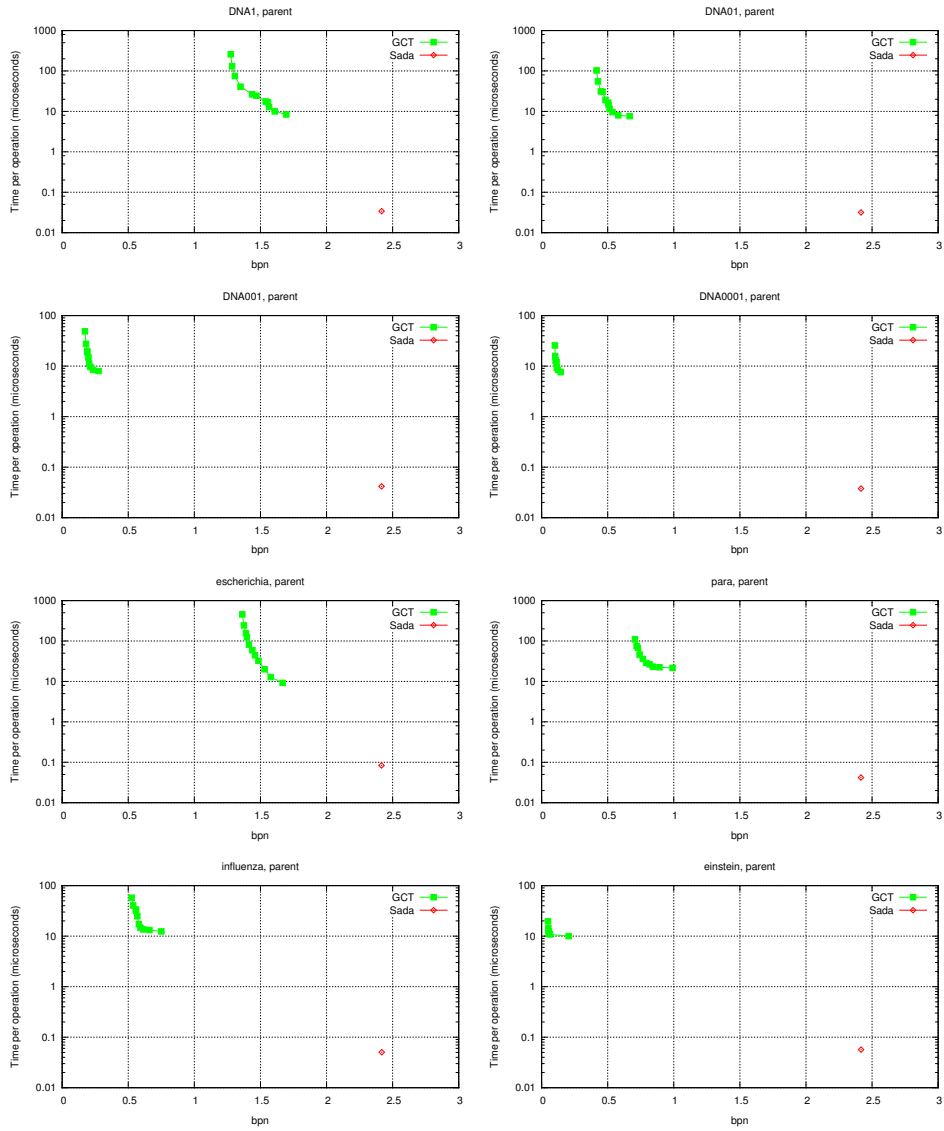 DNA1, parent
Time per operation (microseconds)
1000
100
10
1
0.1
0.01
0
0.5
1
1.5
2
2.5
3
bpn
GCT
Sada
DNA01, parent
Time per operation (microseconds)
1000
100
10
1
0.1
0.01
0
0.5
1
1.5
2
2.5
3
bpn
GCT
Sada
DNA001, parent
Time per operation (microseconds)
100
10
1
0.1
0.01
0
0.5
1
1.5
2
2.5
3
bpn
GCT
Sada
DNA0001, parent
Time per operation (microseconds)
100
10
1
0.1
0.01
0
0.5
1
1.5
2
2.5
3
bpn
GCT
Sada
escherichia, parent
Time per operation (microseconds)
1000
100
10
1
0.1
0.01
0
0.5
1
1.5
2
2.5
3
bpn
GCT
Sada
para, parent
Time per operation (microseconds)
1000
100
10
1
0.1
0.01
0
0.5
1
1.5
2
2.5
3
bpn
GCT
Sada
influenza, parent
Time per operation (microseconds)
100
10
1
0.1
0.01
0
0.5
1
1.5
2
2.5
3
bpn
GCT
Sada
einstein, parent
Time per operation (microseconds)
100
10
1
0.1
0.01
0
0.5
1
1.5
2
2.5
3
bpn
GCT
Sada